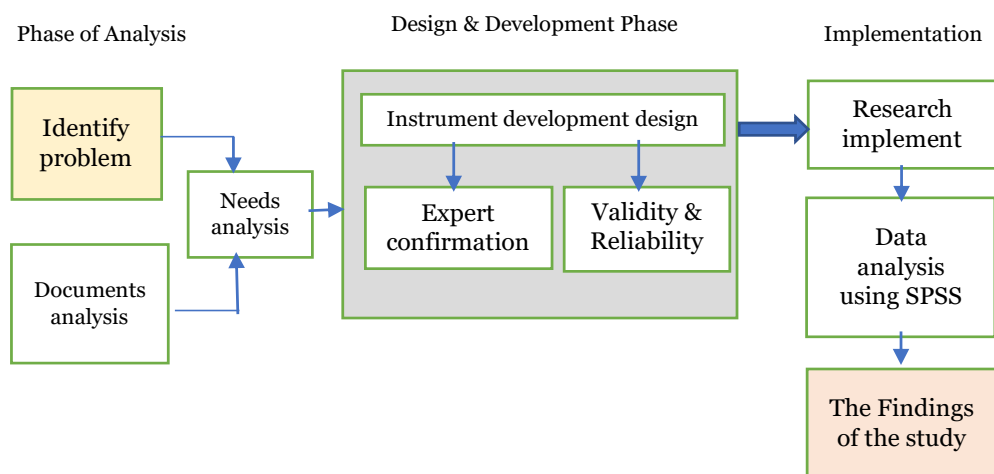 Phase of Analysis
Design & Development Phase
Implementation
Identify
problem
Documents
analysis
Needs
analysis
Instrument development design
Expert
confirmation
Validity &
Reliability
Research
implement
Data
analysis
using SPSS
The Findings
of the study